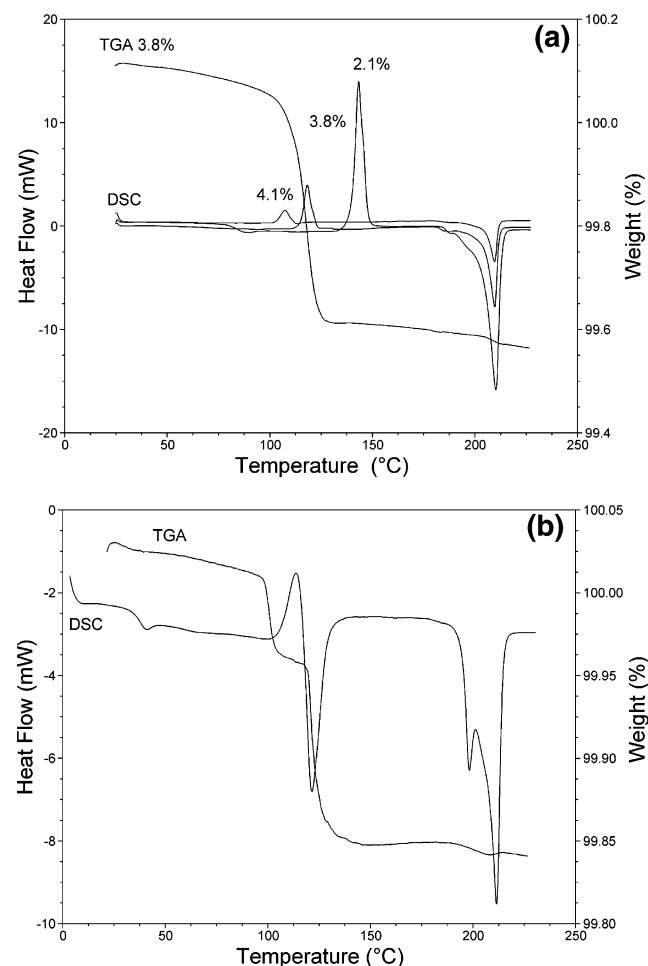 20
100.2
(a)
TGA 3.8%
2.1%
10
100.0
3.8%
DSC
4.1%
0
99.8
Heat Flow (mW)
Weight (%)
-10
99.6
-20
99.4
0 50 100 150 200 250
Temperature (°C)
0
100.05
(b)
TGA
-2
100.00
DSC
-4
99.95
Heat Flow (mW)
Weight (%)
-6
99.90
-8
99.85
-10
99.80
0 50 100 150 200 250
Temperature (°C)